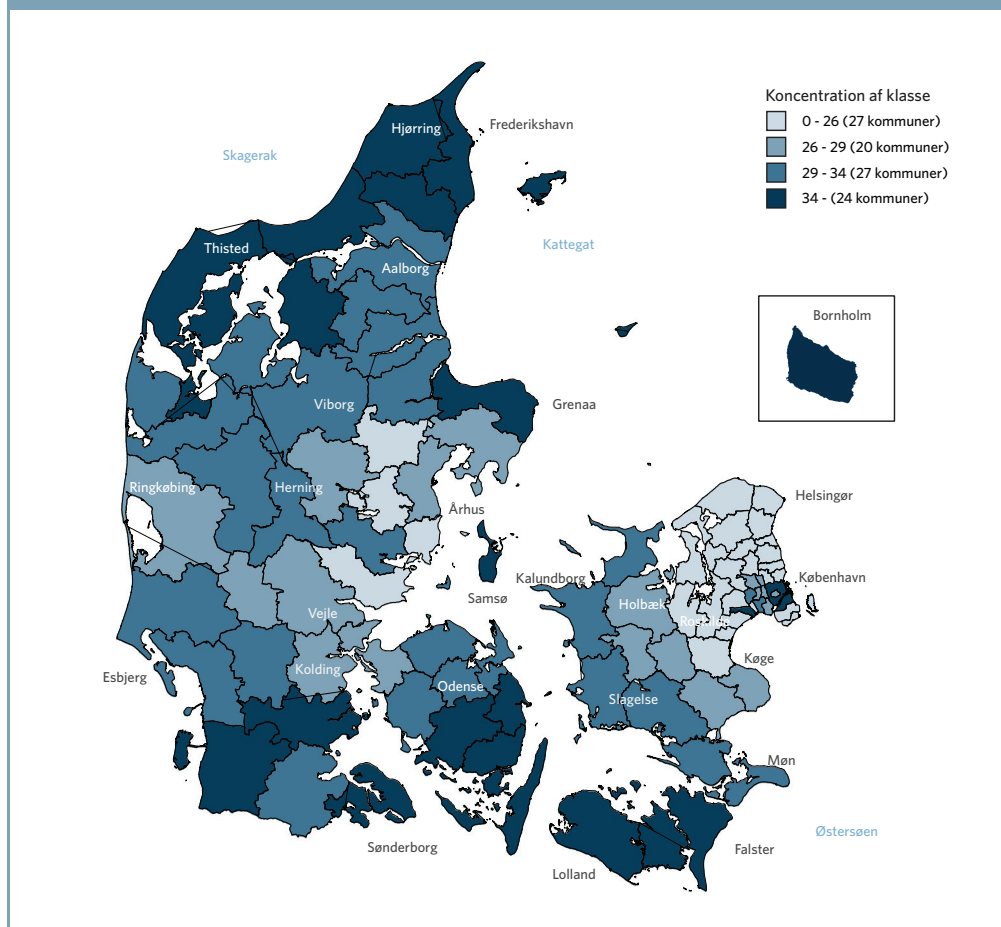 Koncentration af klasse
0 - 26 (27 kommuner)
26 - 29 (20 kommuner)
29 - 34 (27 kommuner)
34 - (24 kommuner)
Hjørring
Frederikshavn
Skagerak
Thisted
Kattegat
Aalborg
Bornholm
Viborg
Grenaa
Ringkøbing
Herning
Helsingør
Århus
København
Kalundborg
Samsø
Holbæk
Vejle
Køge
Kolding
Esbjerg
Odense
Slagelse
Møn
Østersøen
Sønderborg
Falster
Lolland